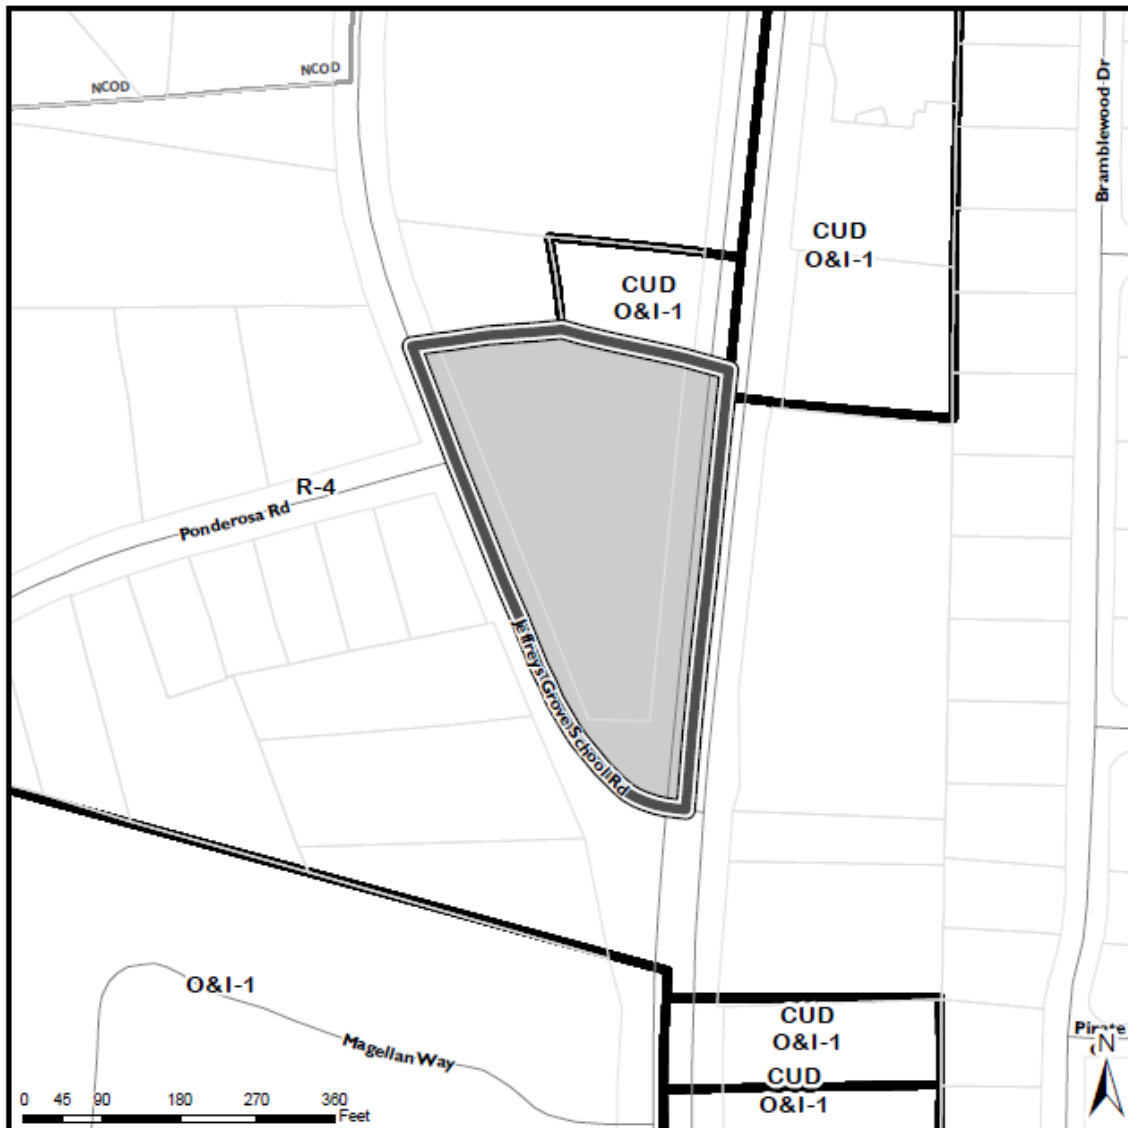 NCOD
NCOD
Bramblewood Dr
CUD
O&I-1
CUD
O&I-1
R-4
Ponderosa Rd
Jeffreys Grove School Rd
O&I-1
Magellan Way
CUD
O&I-1
CUD
O&I-1
Pirate
N
0 45 90 180 270 360
Feet